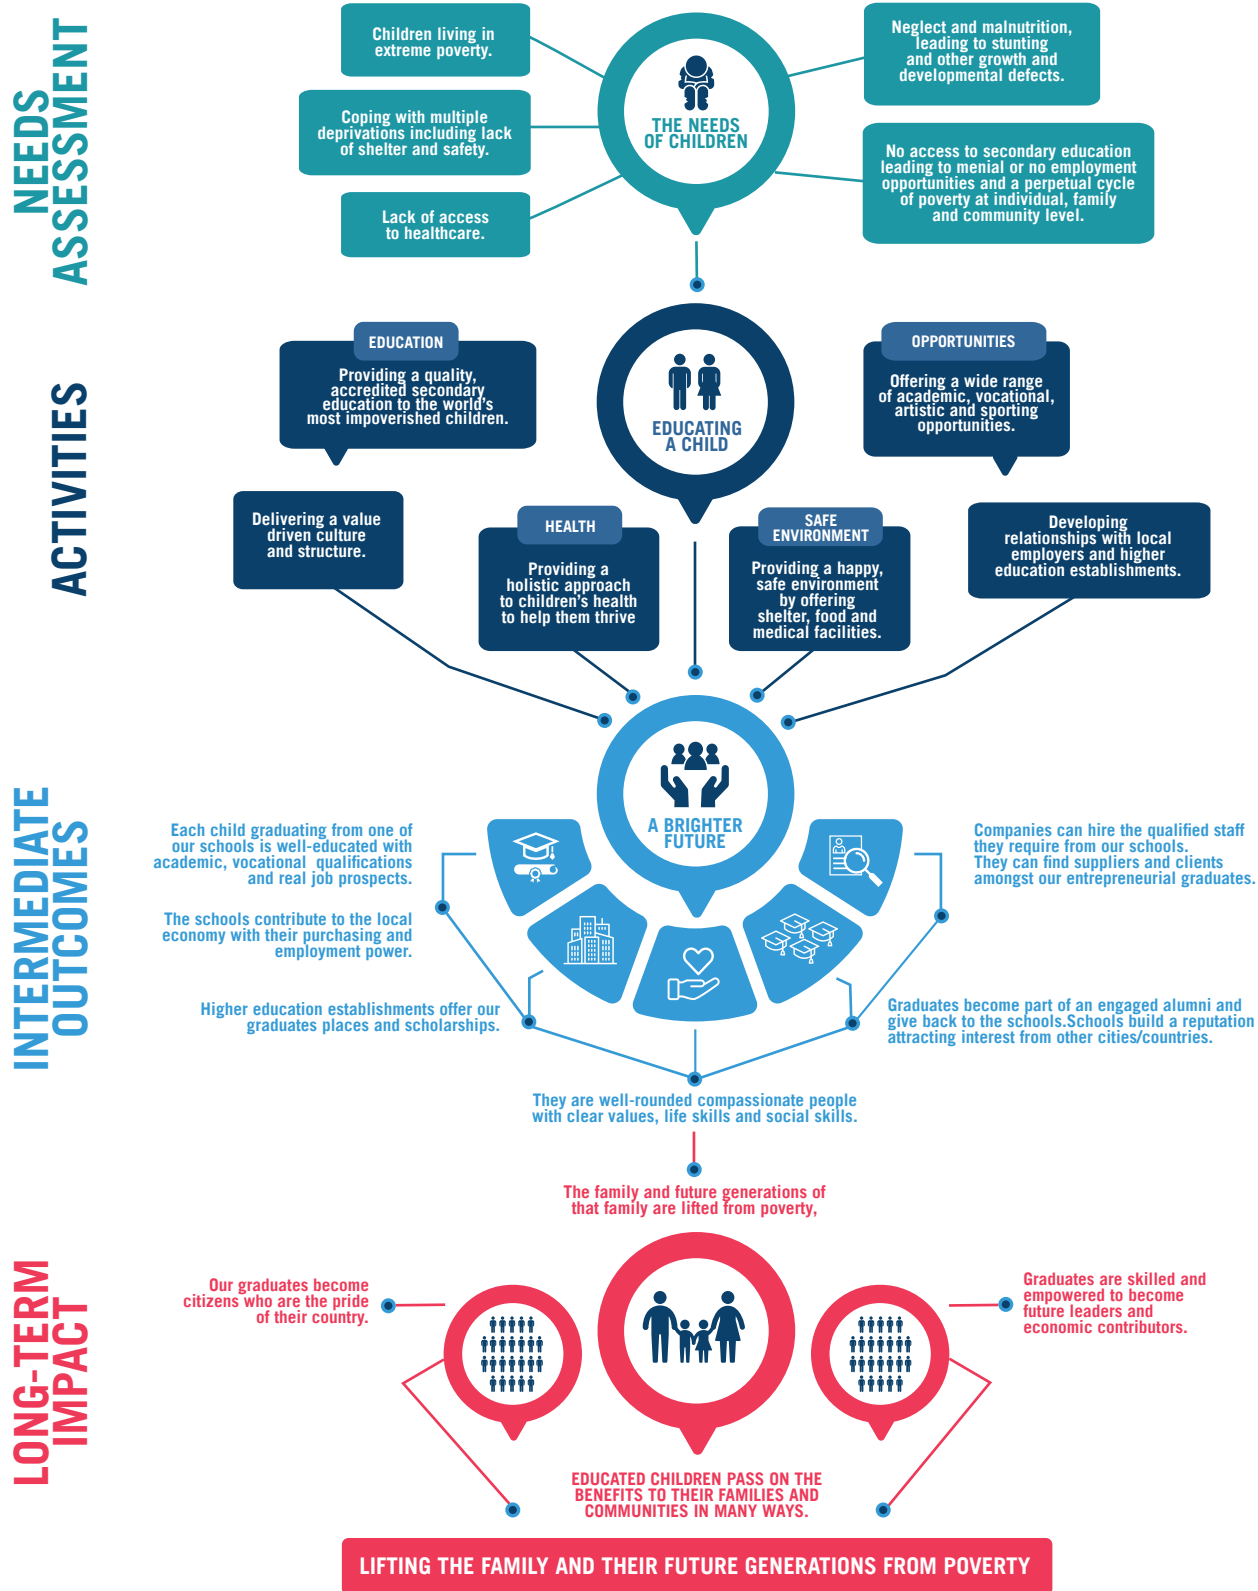 NEEDS
ASSESSMENT
Children living in
extreme poverty.
Coping with multiple
deprivations including lack
of shelter and safety.
Lack of access
to healthcare.
THE NEEDS
OF CHILDREN
Neglect and malnutrition,
leading to stunting
and other growth and
developmental defects.
No access to secondary education
leading to menial or no employment
opportunities and a perpetual cycle
of poverty at individual, family
and community level.
ACTIVITIES
EDUCATION
Providing a quality,
accredited secondary
education to the world's
most impoverished children.
EDUCATING
A CHILD
OPPORTUNITIES
Offering a wide range
of academic, vocational,
artistic and sporting
opportunities.
Delivering a value
driven culture
and structure.
HEALTH
Providing a
holistic approach
to children's health
to help them thrive
SAFE
ENVIRONMENT
Providing a happy,
safe environment
by offering
shelter, food and
medical facilities.
Developing
relationships with local
employers and higher
education establishments.
INTERMEDIATE
OUTCOMES
A BRIGHTER
FUTURE
Each child graduating from one of
our schools is well-educated with
academic, vocational qualifications
and real job prospects.
The schools contribute to the local
economy with their purchasing and
employment power.
Higher education establishments offer our
graduates places and scholarships.
Companies can hire the qualified staff
they require from our schools.
They can find suppliers and clients
amongst our entrepreneurial graduates.
Graduates become part of an engaged alumni and
give back to the schools.Schools build a reputation
attracting interest from other cities/countries.
They are well-rounded compassionate people
with clear values, life skills and social skills.
LONG-TERM
IMPACT
The family and future generations of
that family are lifted from poverty,
Our graduates become
citizens who are the pride
of their country.
Graduates are skilled and
empowered to become
future leaders and
economic contributors.
EDUCATED CHILDREN PASS ON THE
BENEFITS TO THEIR FAMILIES AND
COMMUNITIES IN MANY WAYS.
LIFTING THE FAMILY AND THEIR FUTURE GENERATIONS FROM POVERTY